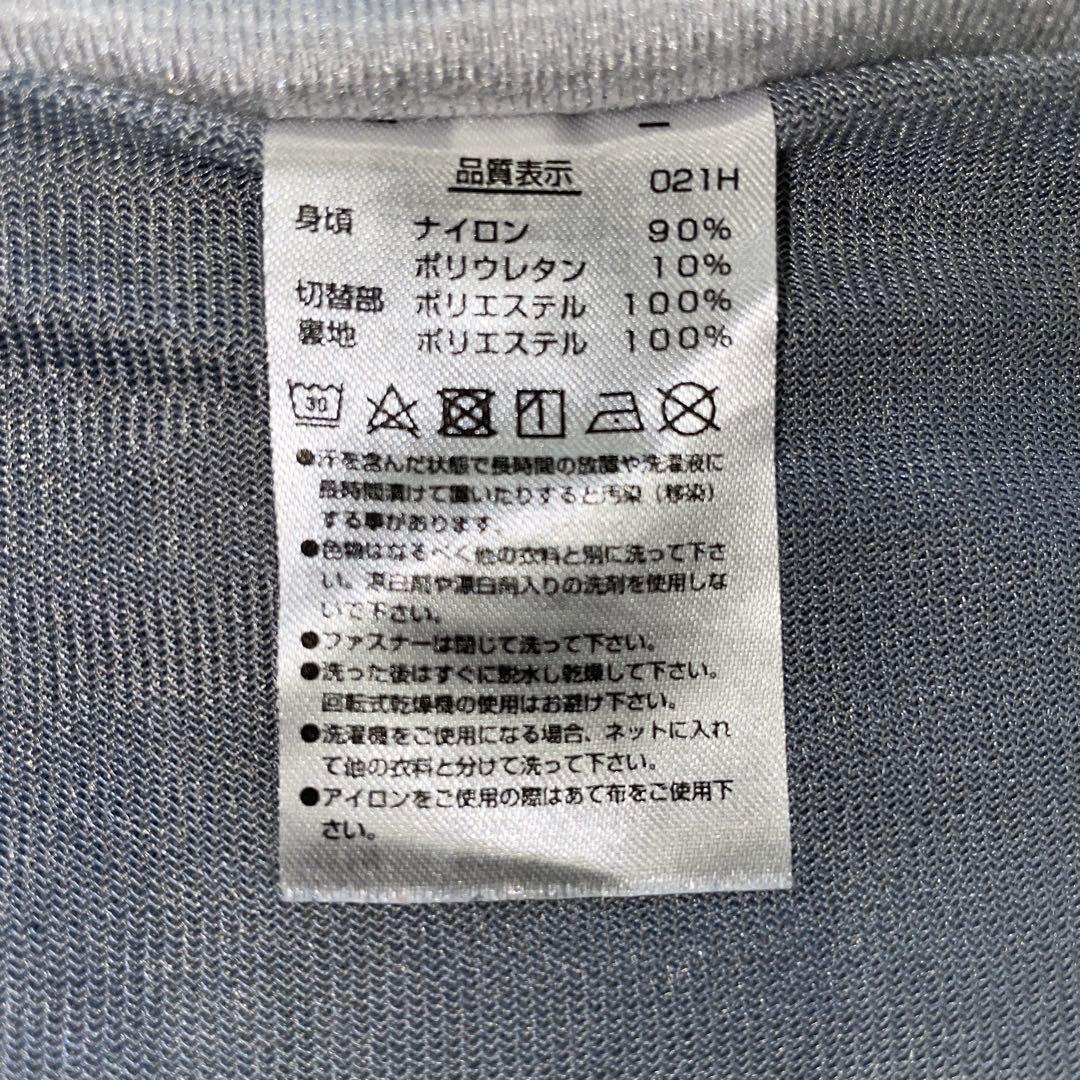 品質表示 021H
身頃 ナイロン 90%
ポリウレタン 10%
切替部 ポリエステル 100%
裏地 ポリエステル 100%
30
1
●汗を含んだ状態で長時間の放置や洗濯液に
長時間漬けて置いたりすると汚染（移染）
する事があります。
●色物はなるべく他の衣料と別に洗って下さ
い。漂白剤や漂白剤入りの洗剤を使用しな
いで下さい。
●ファスナーは閉じて洗って下さい。
●洗った後はすぐに脱水し乾燥して下さい。
回転式乾燥機の使用はお避け下さい。
●洗濯機をご使用になる場合、ネットに入れ
て他の衣料と分けて洗って下さい。
●アイロンをご使用の際はあて布をご使用下
さい。